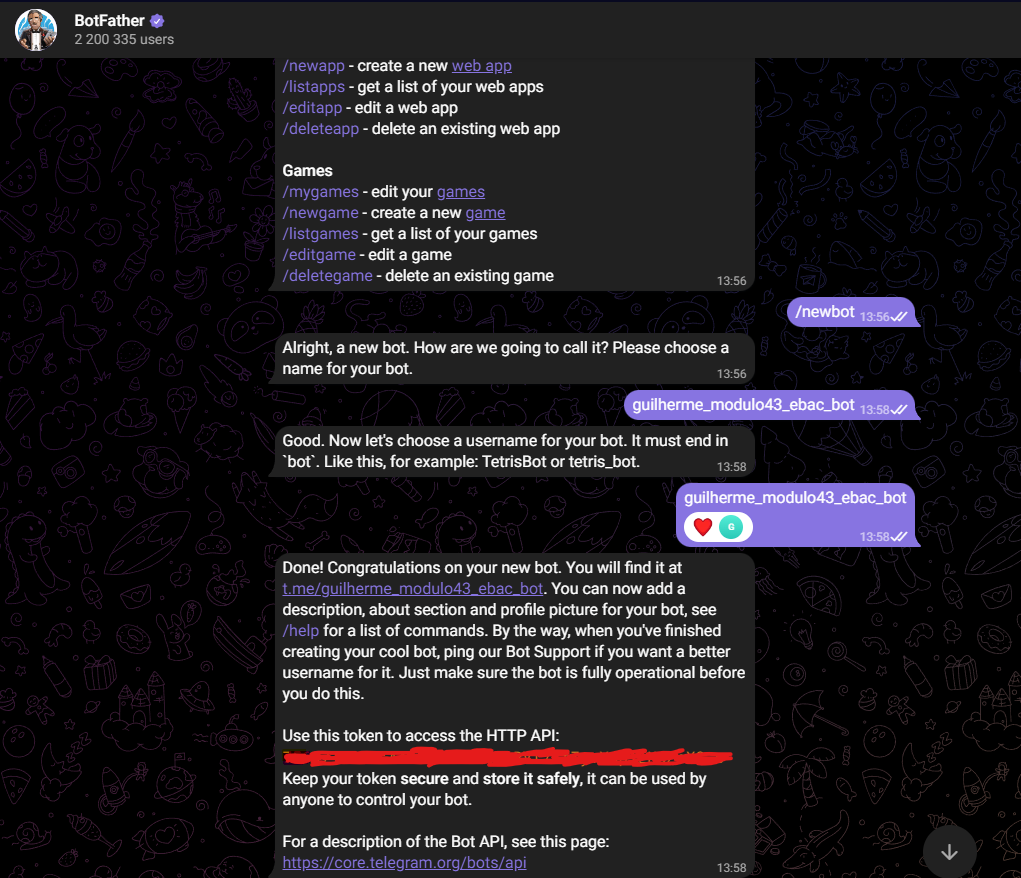 BotFather
2 200 335 users
/newapp - create a new web app
/listapps - get a list of your web apps
/editapp - edit a web app
/deleteapp - delete an existing web app
Games
/mygames - edit your games
/newgame - create a new game
/listgames - get a list of your games
/editgame - edit a game
/deletegame - delete an existing game
13:56
/newbot 13:56
Alright, a new bot. How are we going to call it? Please choose a
name for your bot.
13:56
guilherme_modulo43_ebac_bot 13:58
Good. Now let's choose a username for your bot. It must end in
`bot`. Like this, for example: TetrisBot or tetris_bot.
13:58
guilherme_modulo43_ebac_bot
G
13:58
Done! Congratulations on your new bot. You will find it at
t.me/guilherme_modulo43_ebac_bot. You can now add a
description, about section and profile picture for your bot, see
/help for a list of commands. By the way, when you've finished
creating your cool bot, ping our Bot Support if you want a better
username for it. Just make sure the bot is fully operational before
you do this.
Use this token to access the HTTP API:
Keep your token secure and store it safely, it can be used by
anyone to control your bot.
For a description of the Bot API, see this page:
https://core.telegram.org/bots/api
13:58